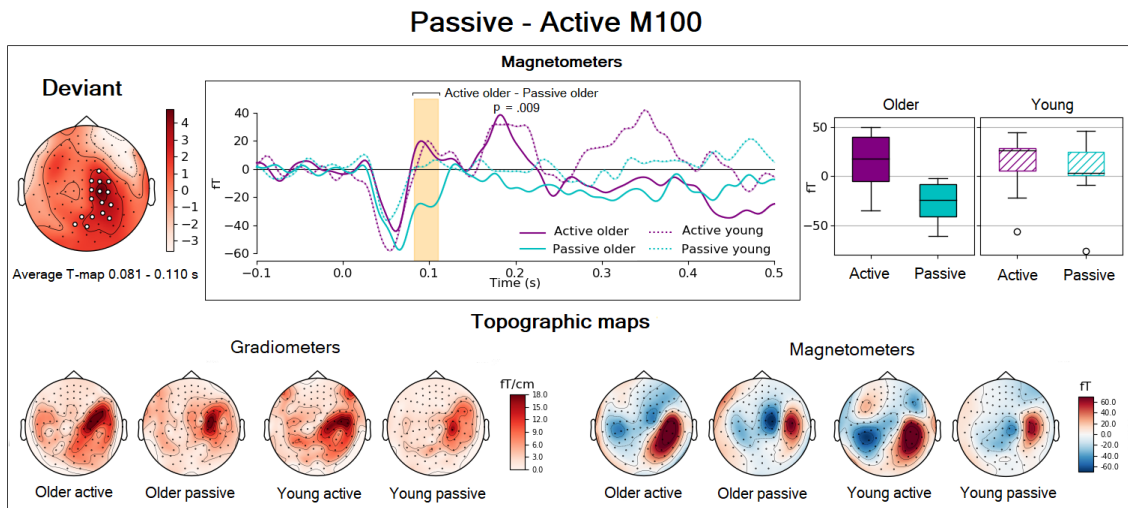 Passive - Active M100
Deviant
4
3
2
1
0
−1
−2
−3
Average T-map 0.081 - 0.110 s
Magnetometers
Active older - Passive older
p = .009
fT
40
20
0
−20
−40
−60
−0.1
0.0
0.1
0.2
0.3
0.4
0.5
Time (s)
Active older
Active young
Passive older
Passive young
Older
Young
fT
50
0
−50
Active
Passive
Active
Passive
Topographic maps
Gradiometers
Magnetometers
fT/cm
18.0
15.0
12.0
9.0
6.0
3.0
0.0
fT
60.0
40.0
20.0
0.0
-20.0
-40.0
-60.0
Older active
Older passive
Young active
Young passive
Older active
Older passive
Young active
Young passive